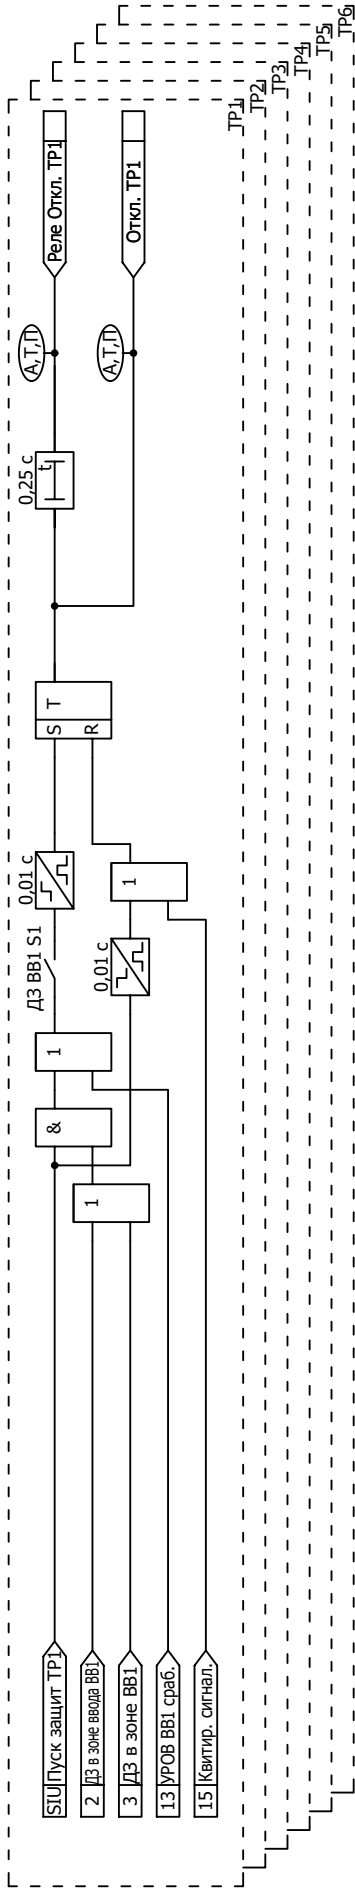 SIU Пуск защит ТР1
2 ДЗ в зоне ввода ВВ1
3 ДЗ в зоне ВВ1
13 УРОВ ВВ1 сраб.
15 Квитир. сигнал.
1
&
1
ДЗ ВВ1 S1
0,01 с
0,01 с
1
S T
R
0,25 с
t
А,Т,П
А,Т,П
Реле Откл. ТР1
Откл. ТР1
ТР1
ТР2
ТР3
ТР4
ТР5
ТР6